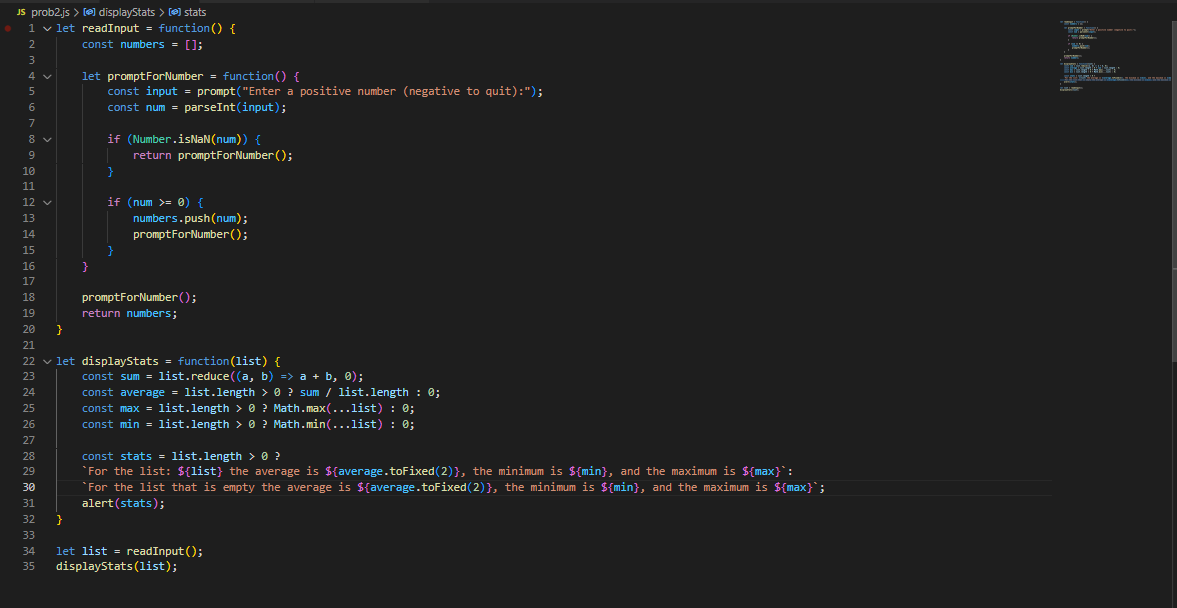 JS prob2.js > displayStats > stats
1 let readInput = function() {
2 const numbers = [];
3
4 let promptForNumber = function() {
5 const input = prompt("Enter a positive number (negative to quit):");
6 const num = parseInt(input);
7
8 if (Number.isNaN(num)) {
9 return promptForNumber();
10 }
11
12 if (num >= 0) {
13 numbers.push(num);
14 promptForNumber();
15 }
16 }
17
18 promptForNumber();
19 return numbers;
20 }
21
22 let displayStats = function(list) {
23 const sum = list.reduce((a, b) => a + b, 0);
24 const average = list.length > 0 ? sum / list.length : 0;
25 const max = list.length > 0 ? Math.max(...list) : 0;
26 const min = list.length > 0 ? Math.min(...list) : 0;
27
28 const stats = list.length > 0 ?
29 `For the list: ${list} the average is ${average.toFixed(2)}, the minimum is ${min}, and the maximum is ${max}`:
30 `For the list that is empty the average is ${average.toFixed(2)}, the minimum is ${min}, and the maximum is ${max}`;
31 alert(stats);
32 }
33
34 let list = readInput();
35 displayStats(list);